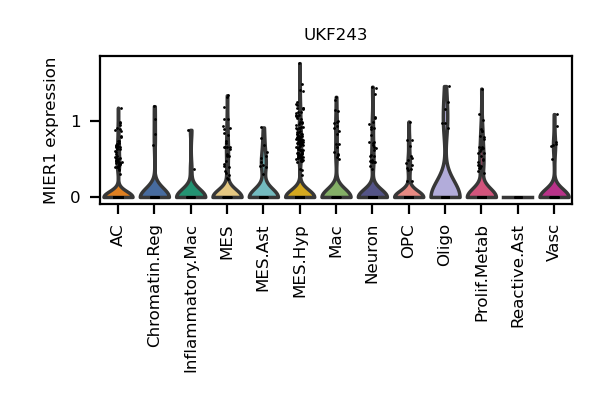 UKF243
MIER1 expression
1
0
AC
Chromatin.Reg
Inflammatory.Mac
MES
MES.Ast
MES.Hyp
Mac
Neuron
OPC
Oligo
Prolif.Metab
Reactive.Ast
Vasc